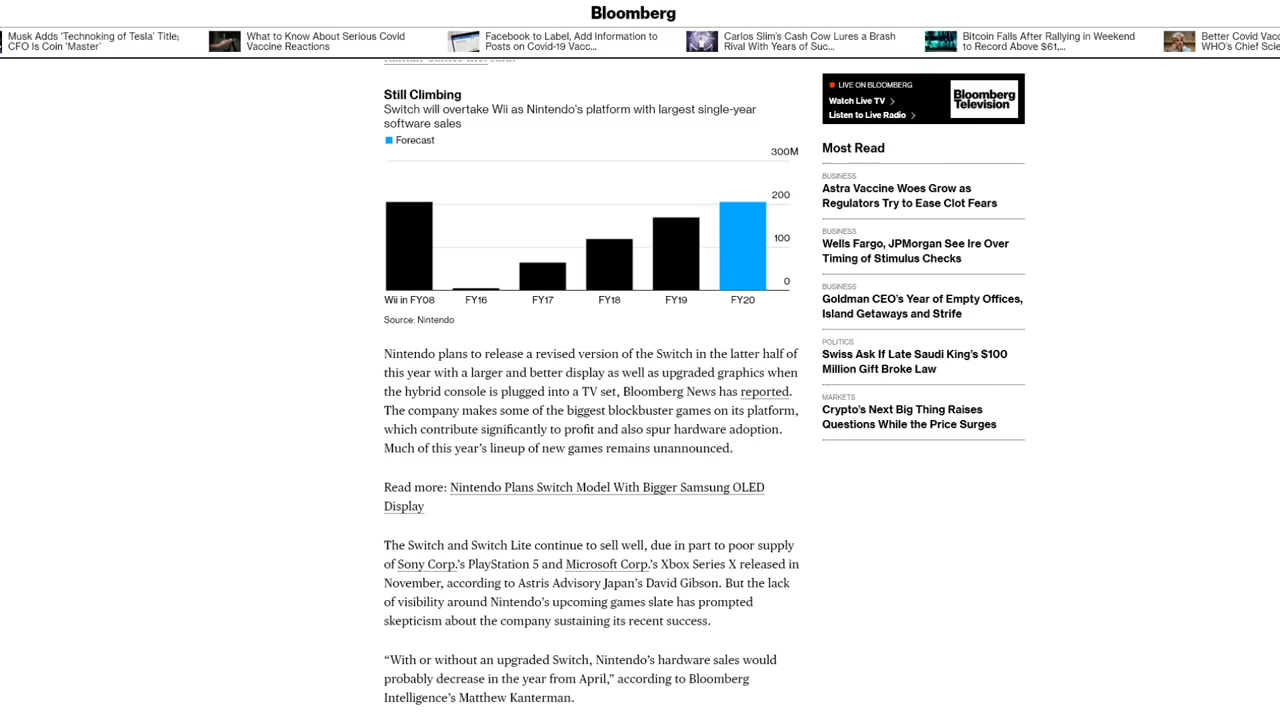 Bloomberg
Musk Adds 'Technoking of Tesla' Title;
CFO Is Coin 'Master'
What to Know About Serious Covid
Vaccine Reactions
Facebook to Label, Add Information to
Posts on Covid-19 Vacc...
Carlos Slim's Cash Cow Lures a Brash
Rival With Years of Suc...
Bitcoin Falls After Rallying in Weekend
to Record Above $61,...
Better Covid Vacc
WHO's Chief Scie
Still Climbing
Switch will overtake Wii as Nintendo's platform with largest single-year
software sales
Forecast
300M
200
100
0
Wii in FY08 FY16 FY17 FY18 FY19 FY20
Source: Nintendo
Nintendo plans to release a revised version of the Switch in the latter half of
this year with a larger and better display as well as upgraded graphics when
the hybrid console is plugged into a TV set, Bloomberg News has reported.
The company makes some of the biggest blockbuster games on its platform,
which contribute significantly to profit and also spur hardware adoption.
Much of this year's lineup of new games remains unannounced.
Read more: Nintendo Plans Switch Model With Bigger Samsung OLED
Display
The Switch and Switch Lite continue to sell well, due in part to poor supply
of Sony Corp.'s PlayStation 5 and Microsoft Corp.'s Xbox Series X released in
November, according to Astris Advisory Japan's David Gibson. But the lack
of visibility around Nintendo's upcoming games slate has prompted
skepticism about the company sustaining its recent success.
"With or without an upgraded Switch, Nintendo's hardware sales would
probably decrease in the year from April," according to Bloomberg
Intelligence's Matthew Kanterman.
LIVE ON BLOOMBERG
Watch Live TV >
Listen to Live Radio >
Bloomberg
Television
Most Read
BUSINESS
Astra Vaccine Woes Grow as
Regulators Try to Ease Clot Fears
BUSINESS
Wells Fargo, JPMorgan See Ire Over
Timing of Stimulus Checks
BUSINESS
Goldman CEO's Year of Empty Offices,
Island Getaways and Strife
POLITICS
Swiss Ask If Late Saudi King's $100
Million Gift Broke Law
MARKETS
Crypto's Next Big Thing Raises
Questions While the Price Surges